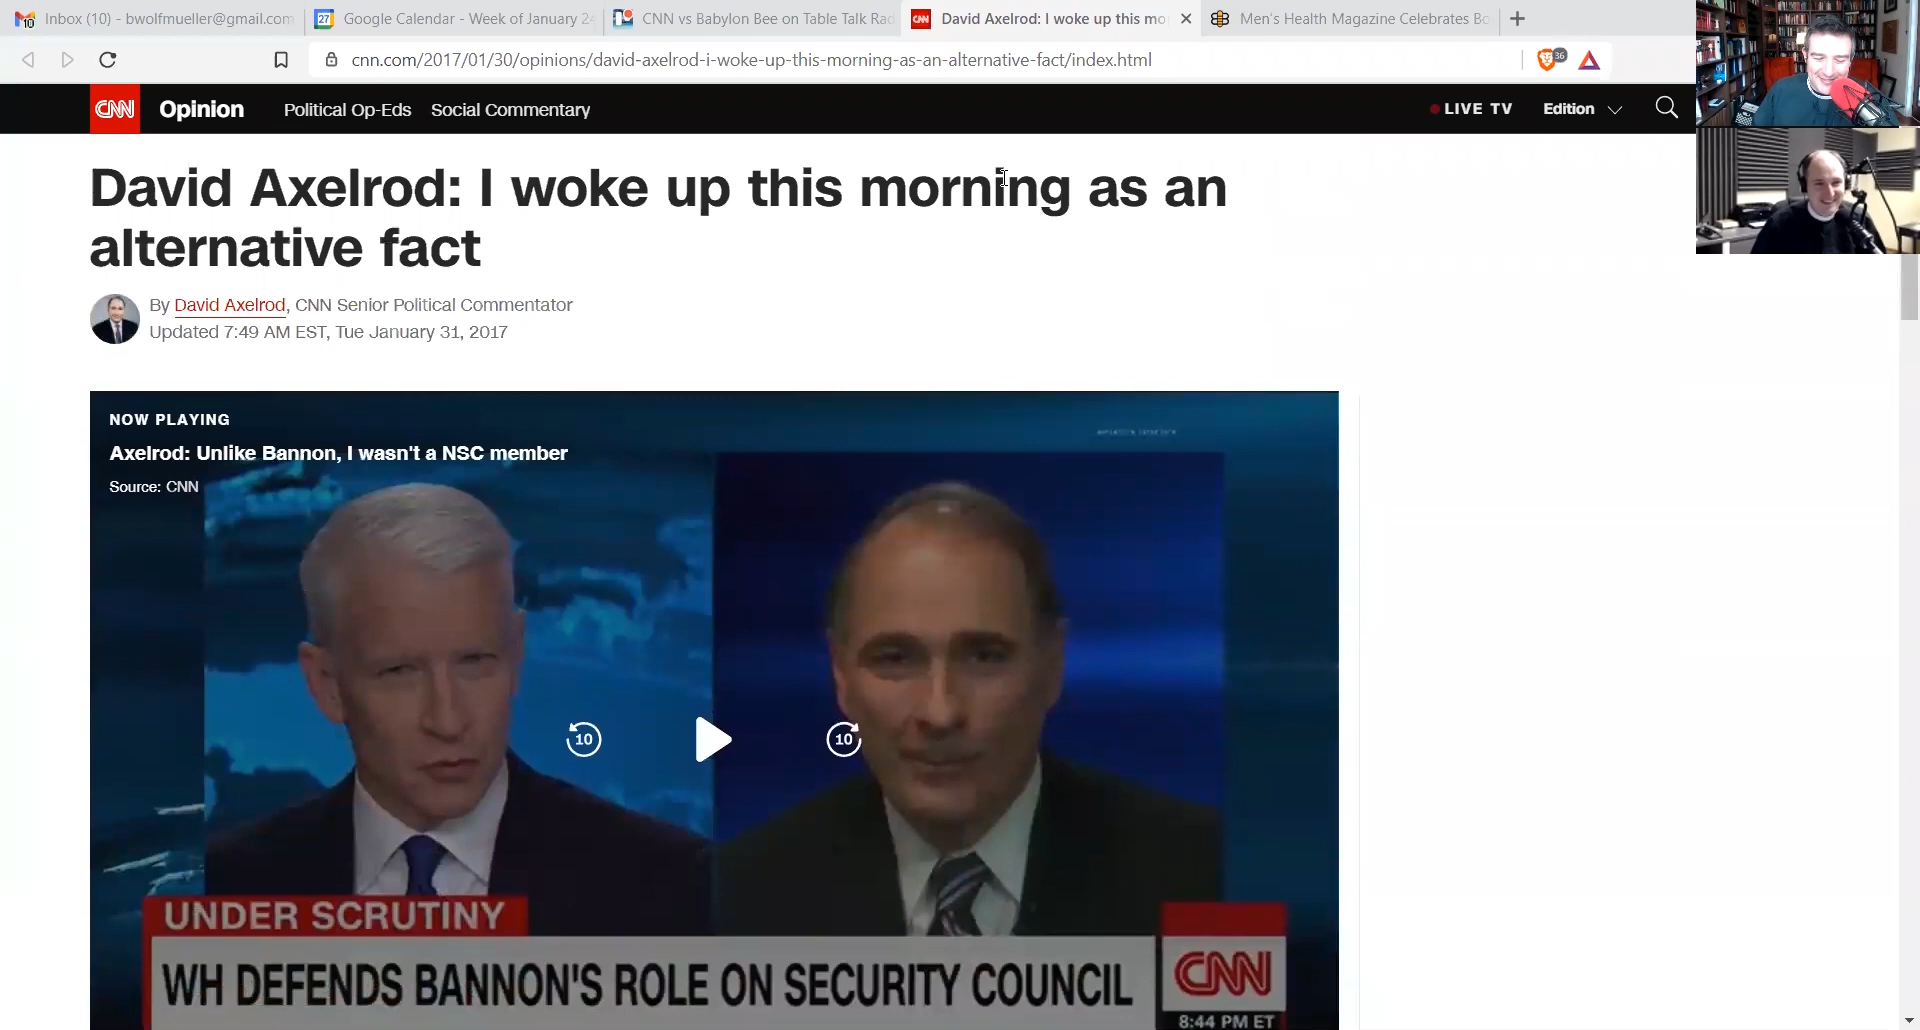 Inbox (10) - bwolfmueller@gmail.com
Google Calendar - Week of January 24
CNN vs Babylon Bee on Table Talk Rad
David Axelrod: I woke up this mo
Men's Health Magazine Celebrates Bo
cnn.com/2017/01/30/opinions/david-axelrod-i-woke-up-this-morning-as-an-alternative-fact/index.html
36
CNN Opinion Political Op-Eds Social Commentary
LIVE TV Edition
David Axelrod: I woke up this morning as an
alternative fact
By David Axelrod, CNN Senior Political Commentator
Updated 7:49 AM EST, Tue January 31, 2017
NOW PLAYING
Axelrod: Unlike Bannon, I wasn't a NSC member
Source: CNN
10
10
UNDER SCRUTINY
WH DEFENDS BANNON'S ROLE ON SECURITY COUNCIL
CNN
8:44 PM ET